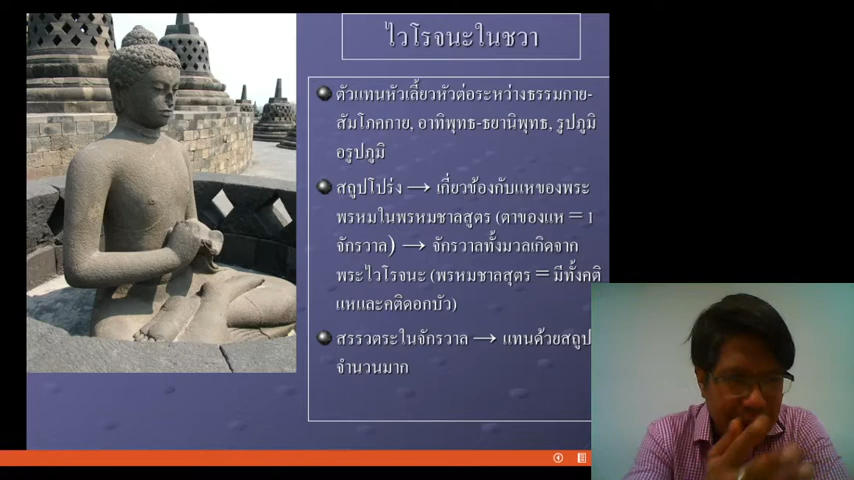 ไวโรจนะในชวา
ตัวแทนหัวเลี้ยวหัวต่อระหว่างธรรมกาย-
สัมโภคกาย, อาทิพุทธ-ธยานิพุทธ, รูปภูมิ
อรูปภูมิ
สถูปโปร่ง → เกี่ยวข้องกับแหของพระ
พรหมในพรหมชาลสูตร (ตาของแห = 1
จักรวาล) → จักรวาลทั้งมวลเกิดจาก
พระไวโรจนะ (พรหมชาลสูตร = มีทั้งคติ
แหและคติดอกบัว)
สรรวตระในจักรวาล → แทนด้วยสถูป
จำนวนมาก